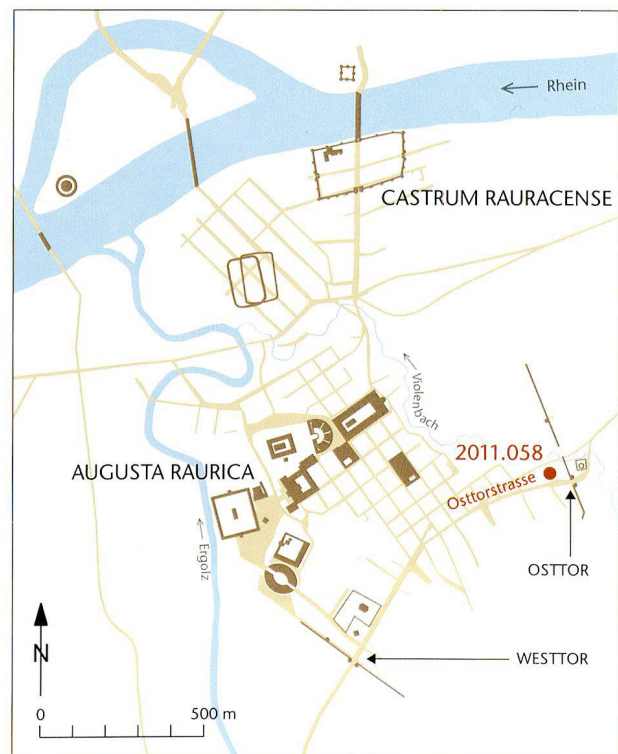 Rhein
CASTRUM RAURACENSE
Violenbach
2011.058
AUGUSTA RAURICA
Osttorstrasse
Ergolz
OSTTOR
WESTTOR
N
0 500 m